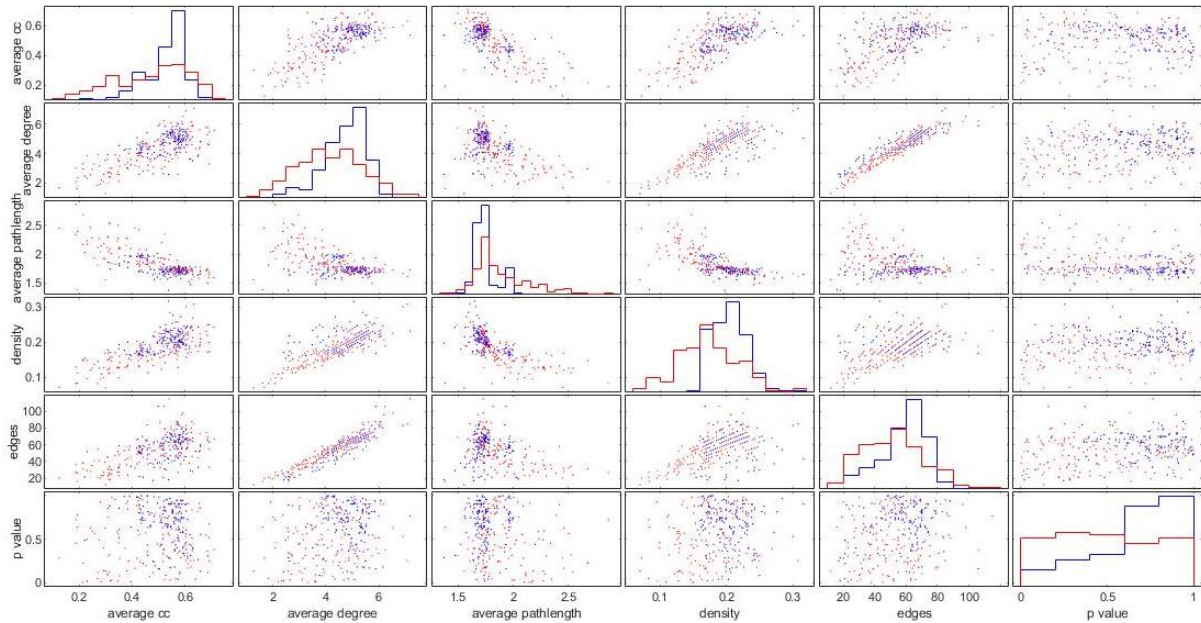 average cc
0.6
0.4
0.2
average degree
6
4
2
average pathlength
2.5
2
1.5
density
0.3
0.2
0.1
edges
100
80
60
40
20
p value
0.5
0
0.2 0.4 0.6
2 4 6
1.5 2 2.5
0.1 0.2 0.3
20 40 60 80 100
0 0.5 1
average cc
average degree
average pathlength
density
edges
p value